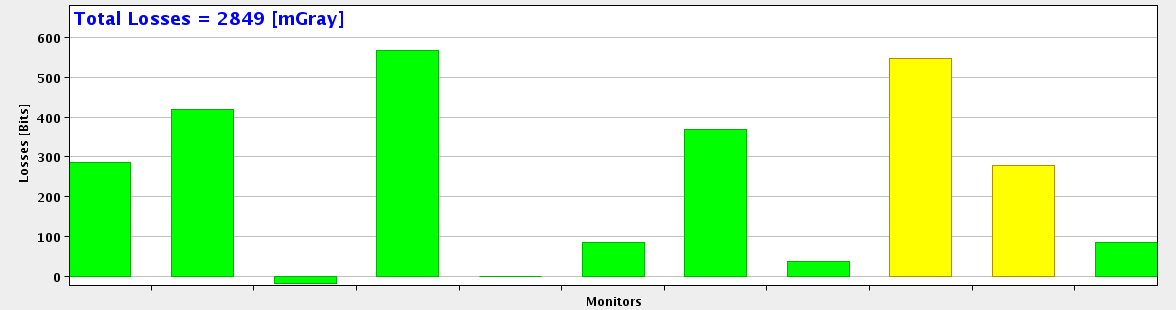 Total Losses = 2849 [mGray]
600
500
400
300
200
100
0
Losses [Bits]
Monitors